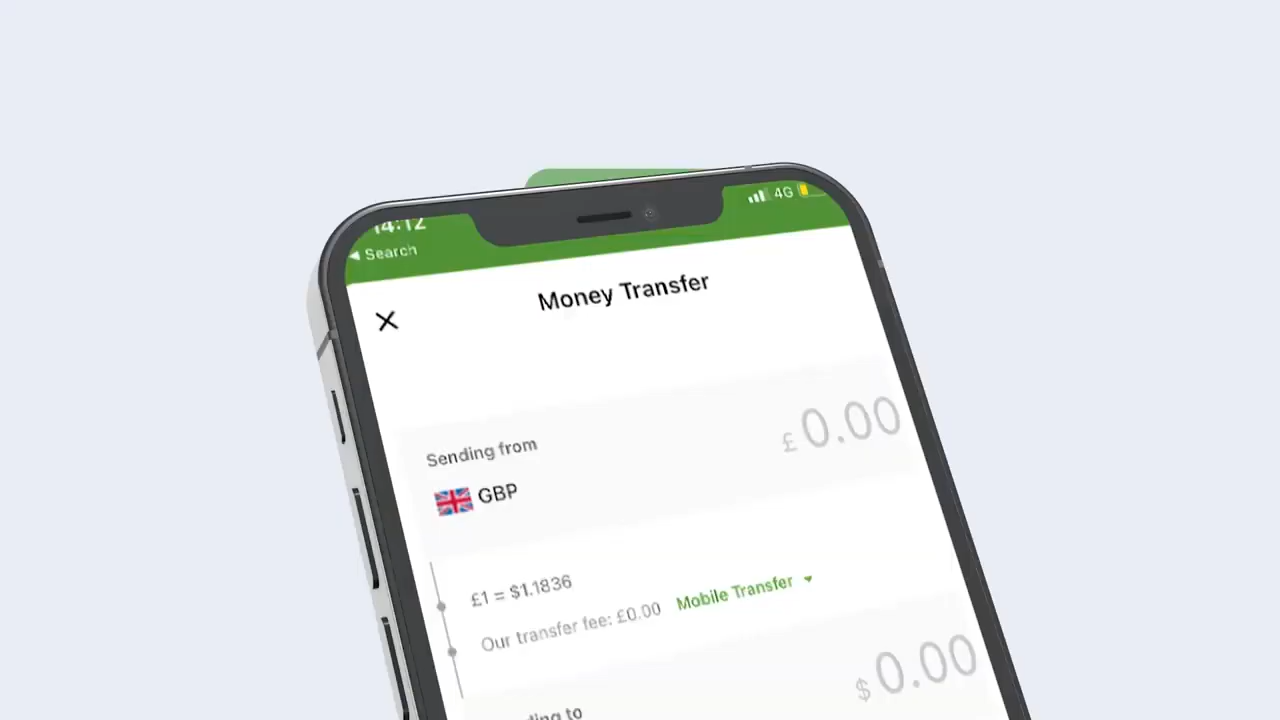 14:12
4G
Search
Money Transfer
Sending from
£ 0.00
GBP
£1 = $1.1836
Our transfer fee: £0.00 Mobile Transfer
$ 0.00
to